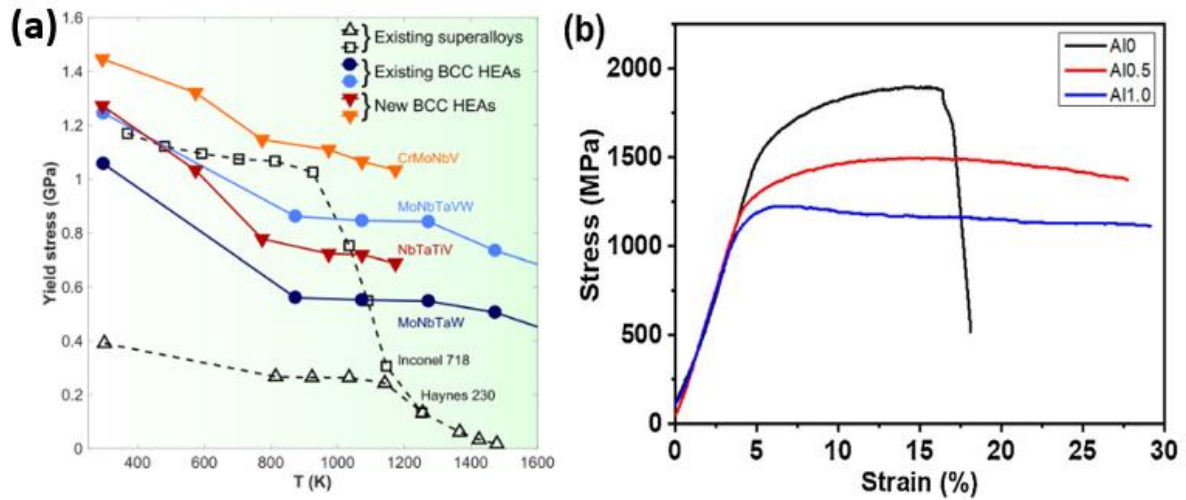 (a)
1.6
1.4
1.2
1
0.8
0.6
0.4
0.2
0
Yield stress (GPa)
400 600 800 1000 1200 1400 1600
T (K)
Existing superalloys
Existing BCC HEAs
New BCC HEAs
CrMoNbV
MoNbTaVW
NbTaTiV
MoNbTaW
Inconel 718
Haynes 230
(b)
2000
1500
1000
500
0
Stress (MPa)
0 5 10 15 20 25 30
Strain (%)
Al0
Al0.5
Al1.0